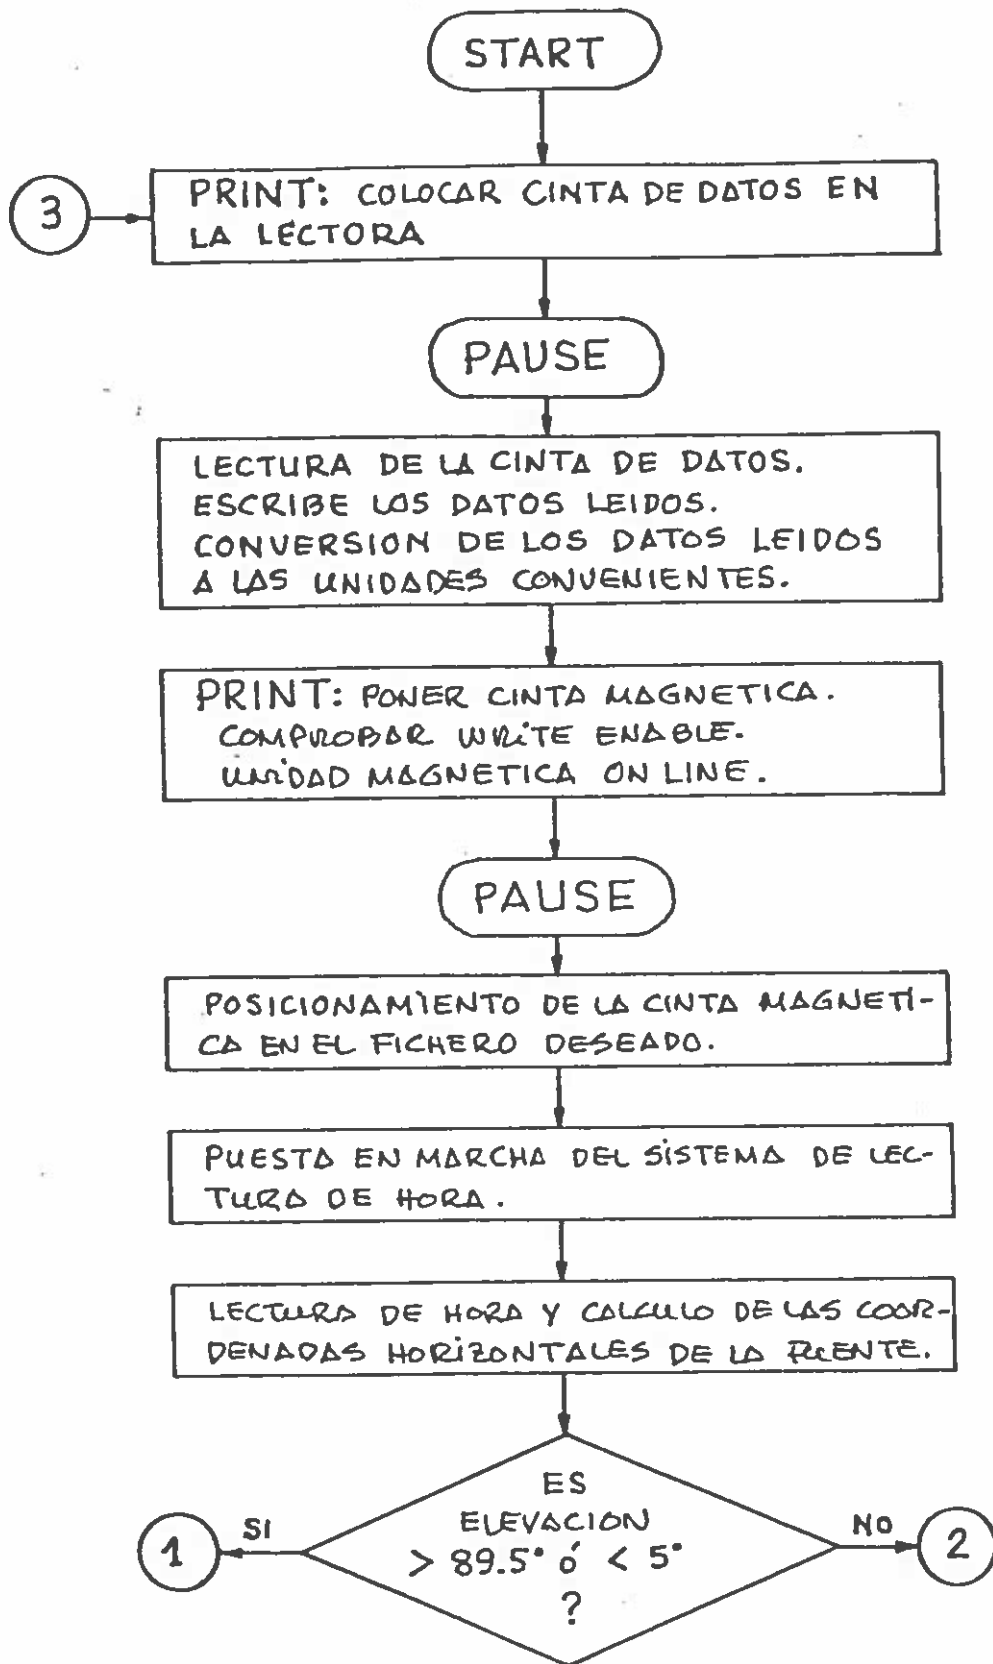 START
3
PRINT: COLOCAR CINTA DE DATOS EN
LA LECTORA
PAUSE
LECTURA DE LA CINTA DE DATOS.
ESCRIBE LOS DATOS LEIDOS.
CONVERSION DE LOS DATOS LEIDOS
A LAS UNIDADES CONVENIENTES.
PRINT: PONER CINTA MAGNETICA.
COMPROBAR WRITE ENABLE.
UNIDAD MAGNETICA ON LINE.
PAUSE
POSICIONAMIENTO DE LA CINTA MAGNETI-
CA EN EL FICHERO DESEADO.
PUESTA EN MARCHA DEL SISTEMA DE LEC-
TURA DE HORA.
LECTURA DE HORA Y CALCULO DE LAS COOR-
DENADAS HORIZONTALES DE LA FUENTE.
ES
ELEVACION
> 89.5° ó < 5°
?
SI
1
NO
2